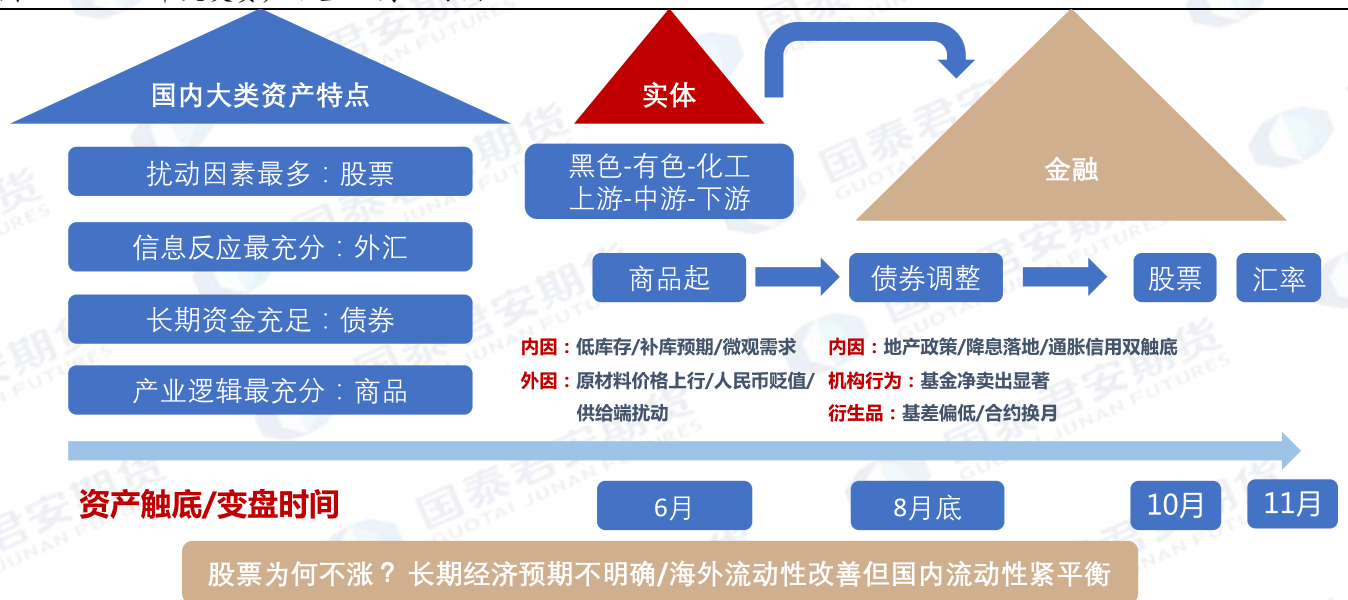 国内大类资产特点
扰动因素最多：股票
信息反应最充分：外汇
长期资金充足：债券
产业逻辑最充分：商品
实体
黑色-有色-化工
上游-中游-下游
金融
商品起
债券调整
股票
汇率
内因：低库存/补库预期/微观需求
外因：原材料价格上行/人民币贬值/
供给端扰动
内因：地产政策/降息落地/通胀信用双触底
机构行为：基金净卖出显著
衍生品：基差偏低/合约换月
资产触底/变盘时间
6月
8月底
10月
11月
股票为何不涨？长期经济预期不明确/海外流动性改善但国内流动性紧平衡
国泰君安期货
GUOTAI JUNAN FUTURES